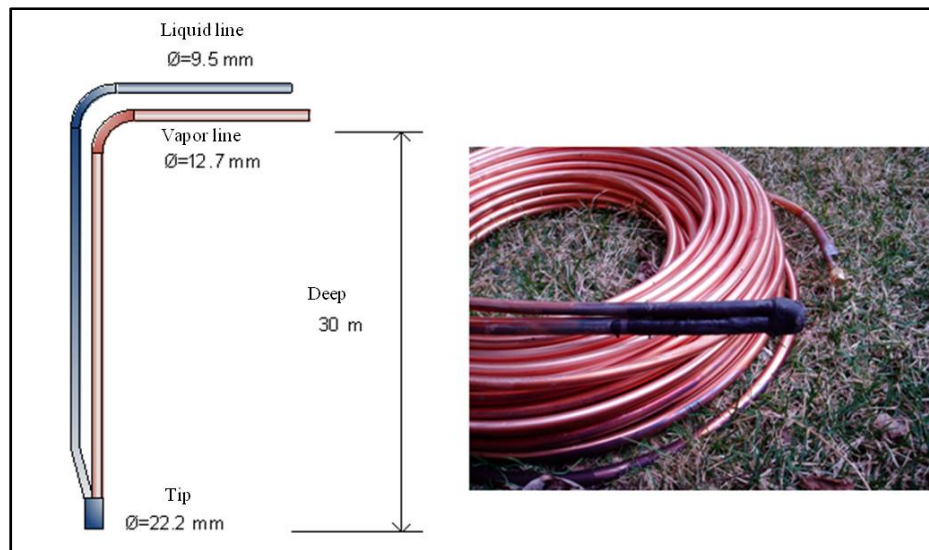 Liquid line
Ø=9.5 mm
Vapor line
Ø=12.7 mm
Deep
30 m
Tip
Ø=22.2 mm